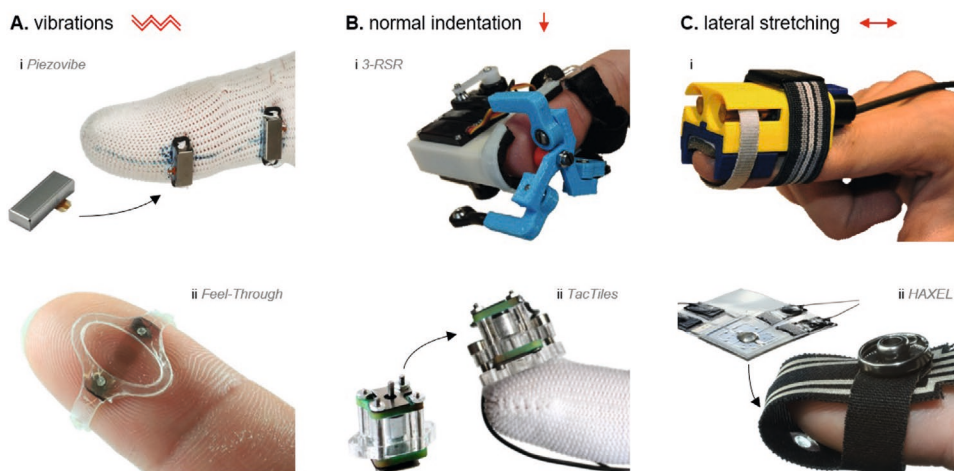 A. vibrations
B. normal indentation
C. lateral stretching
i Piezovibe
i 3-RSR
i
ii Feel-Through
ii TacTiles
ii HAXEL